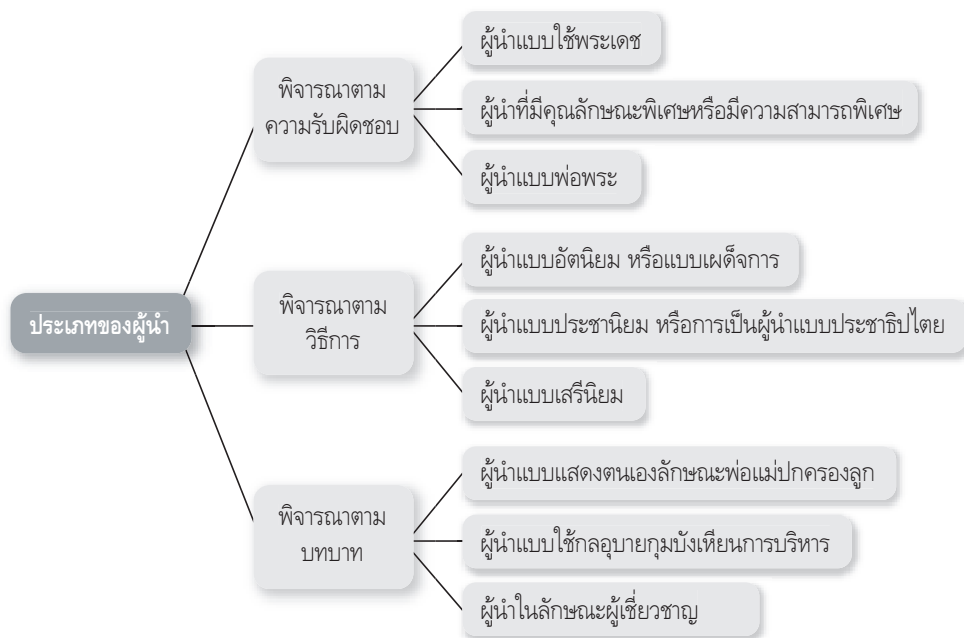 ประเภทของผู้นำ
พิจารณาตาม
ความรับผิดชอบ
ผู้นำแบบใช้พระเดช
ผู้นำที่มีคุณลักษณะพิเศษหรือมีความสามารถพิเศษ
ผู้นำแบบพ่อพระ
พิจารณาตาม
วิธีการ
ผู้นำแบบอัตนิยม หรือแบบเผด็จการ
ผู้นำแบบประชานิยม หรือการเป็นผู้นำแบบประชาธิปไตย
ผู้นำแบบเสรีนิยม
พิจารณาตาม
บทบาท
ผู้นำแบบแสดงตนเองลักษณะพ่อแม่ปกครองลูก
ผู้นำแบบใช้กลอุบายกุมบังเหียนการบริหาร
ผู้นำในลักษณะผู้เชี่ยวชาญ